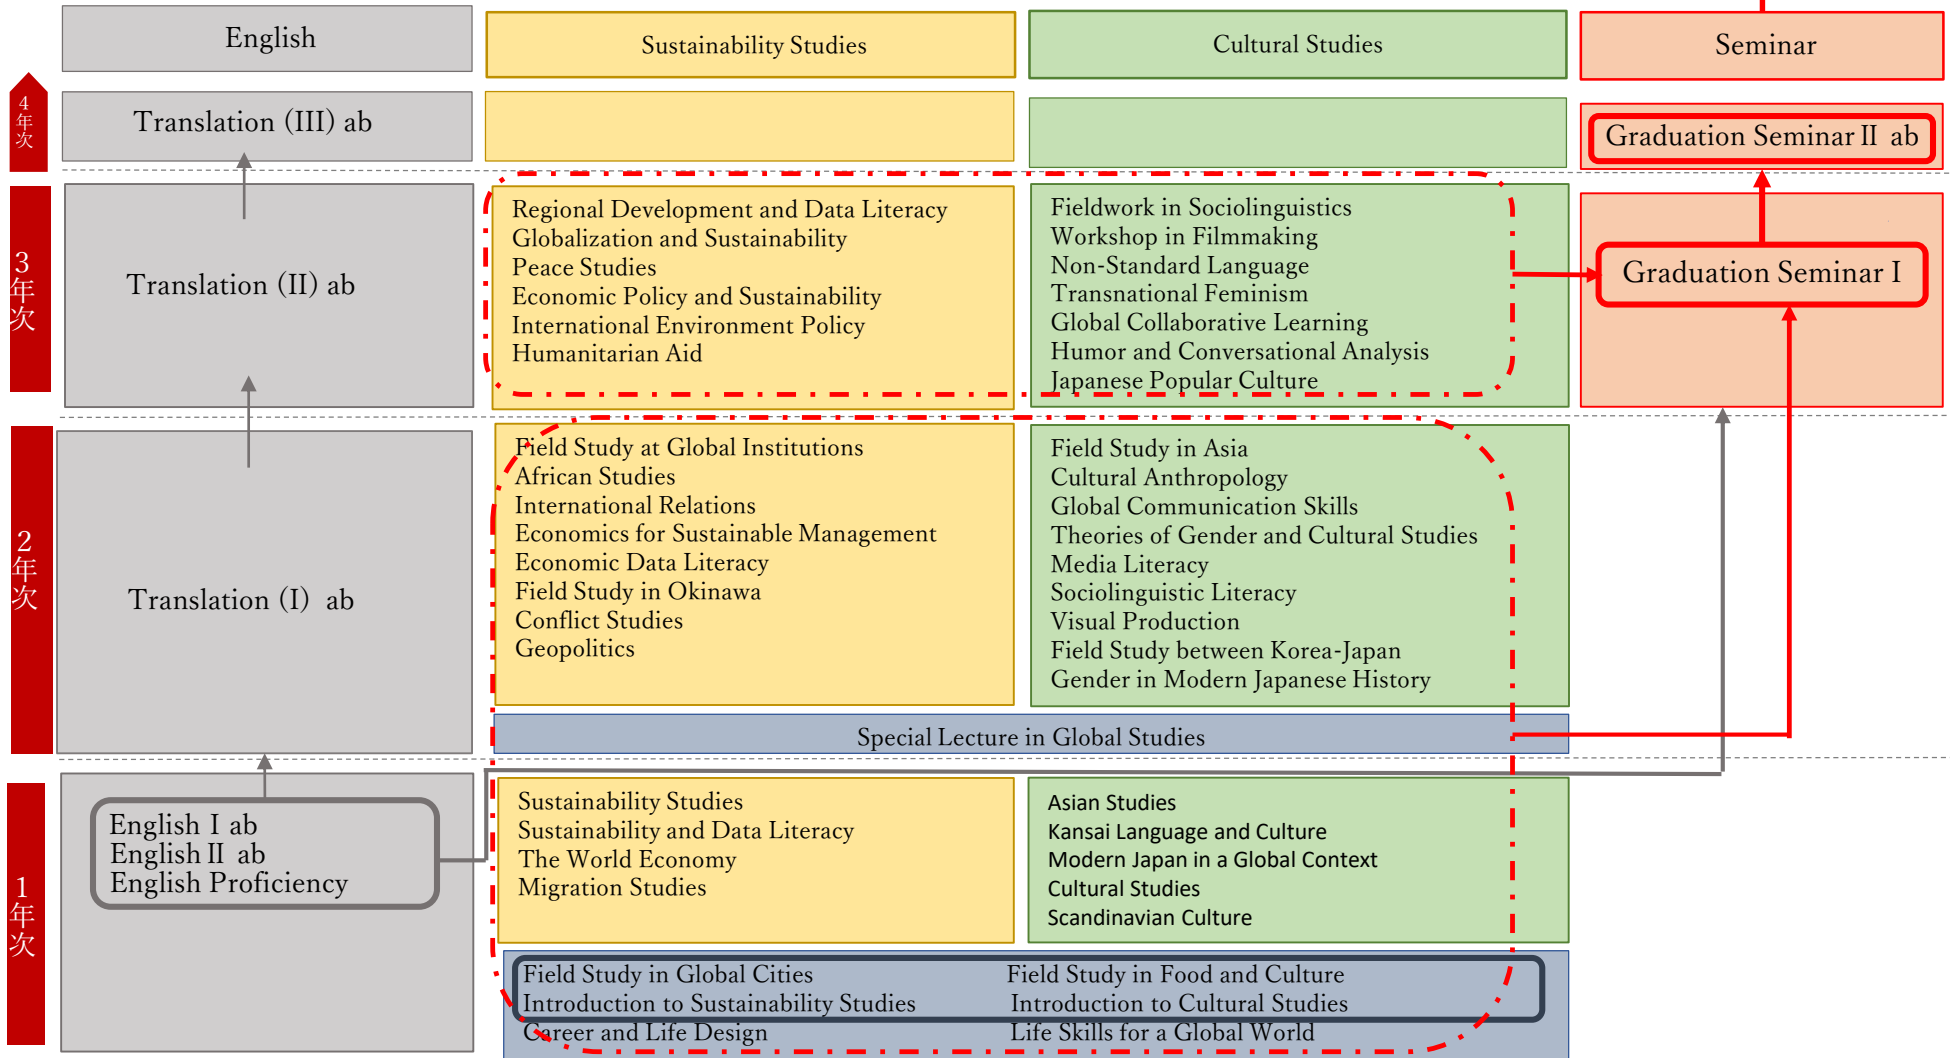 English
Sustainability Studies
Cultural Studies
Seminar
4年次
Translation (III) ab
Graduation Seminar II ab
3年次
Translation (II) ab
Regional Development and Data Literacy
Globalization and Sustainability
Peace Studies
Economic Policy and Sustainability
International Environment Policy
Humanitarian Aid
Fieldwork in Sociolinguistics
Workshop in Filmmaking
Non-Standard Language
Transnational Feminism
Global Collaborative Learning
Humor and Conversational Analysis
Japanese Popular Culture
Graduation Seminar I
2年次
Translation (I) ab
Field Study at Global Institutions
African Studies
International Relations
Economics for Sustainable Management
Economic Data Literacy
Field Study in Okinawa
Conflict Studies
Geopolitics
Field Study in Asia
Cultural Anthropology
Global Communication Skills
Theories of Gender and Cultural Studies
Media Literacy
Sociolinguistic Literacy
Visual Production
Field Study between Korea-Japan
Gender in Modern Japanese History
Special Lecture in Global Studies
1年次
English I ab
English II ab
English Proficiency
Sustainability Studies
Sustainability and Data Literacy
The World Economy
Migration Studies
Asian Studies
Kansai Language and Culture
Modern Japan in a Global Context
Cultural Studies
Scandinavian Culture
Field Study in Global Cities
Field Study in Food and Culture
Introduction to Sustainability Studies
Introduction to Cultural Studies
Career and Life Design
Life Skills for a Global World